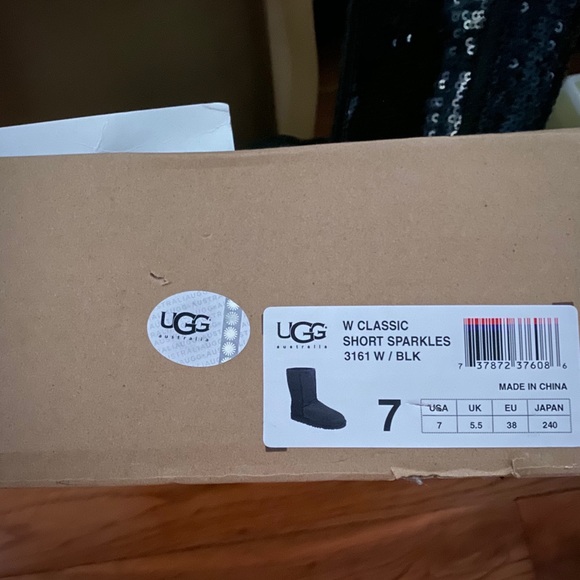 UGG
australia
UGG
australia
W CLASSIC
SHORT SPARKLES
3161 W / BLK
7 37872 37608 6
MADE IN CHINA
7
USA UK EU JAPAN
7 5.5 38 240